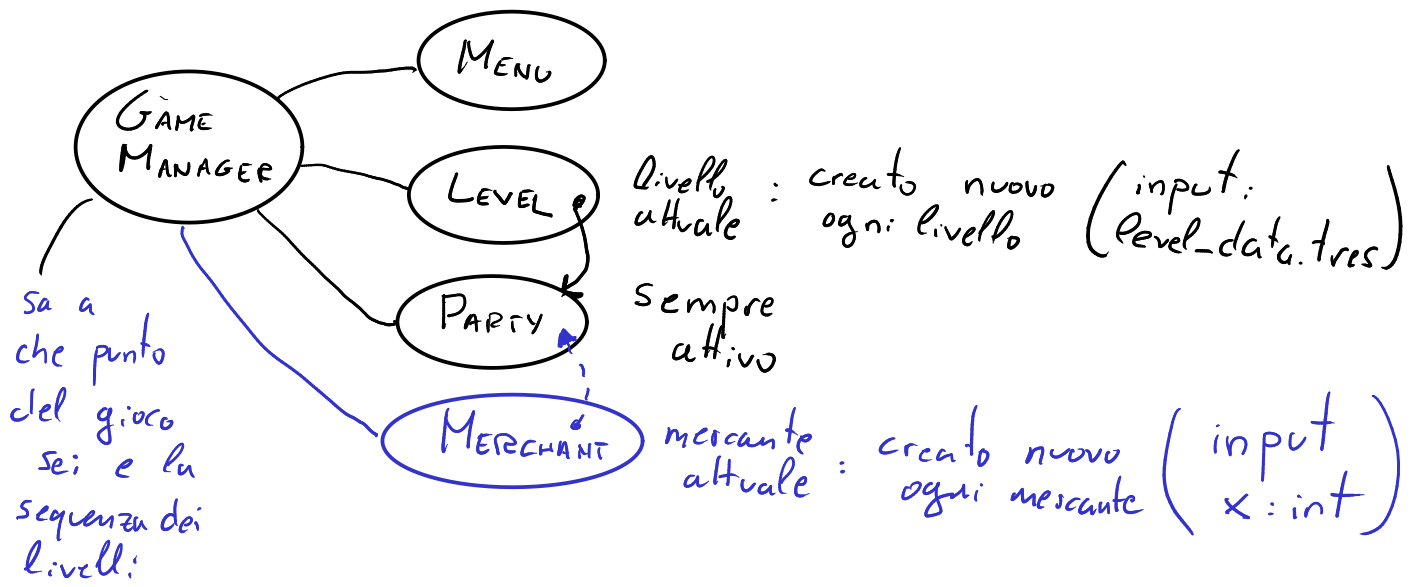 MENU
GAME
MANAGER
LEVEL
livello
attuale
:
creato nuovo
ogni livello
(input:
level_data.tres)
PARTY
sempre
attivo
MERCHANT
mercante
attuale
:
creato nuovo
ogni mercante
(input
x : int)
sa a
che punto
del gioco
sei e la
sequenza dei
livelli